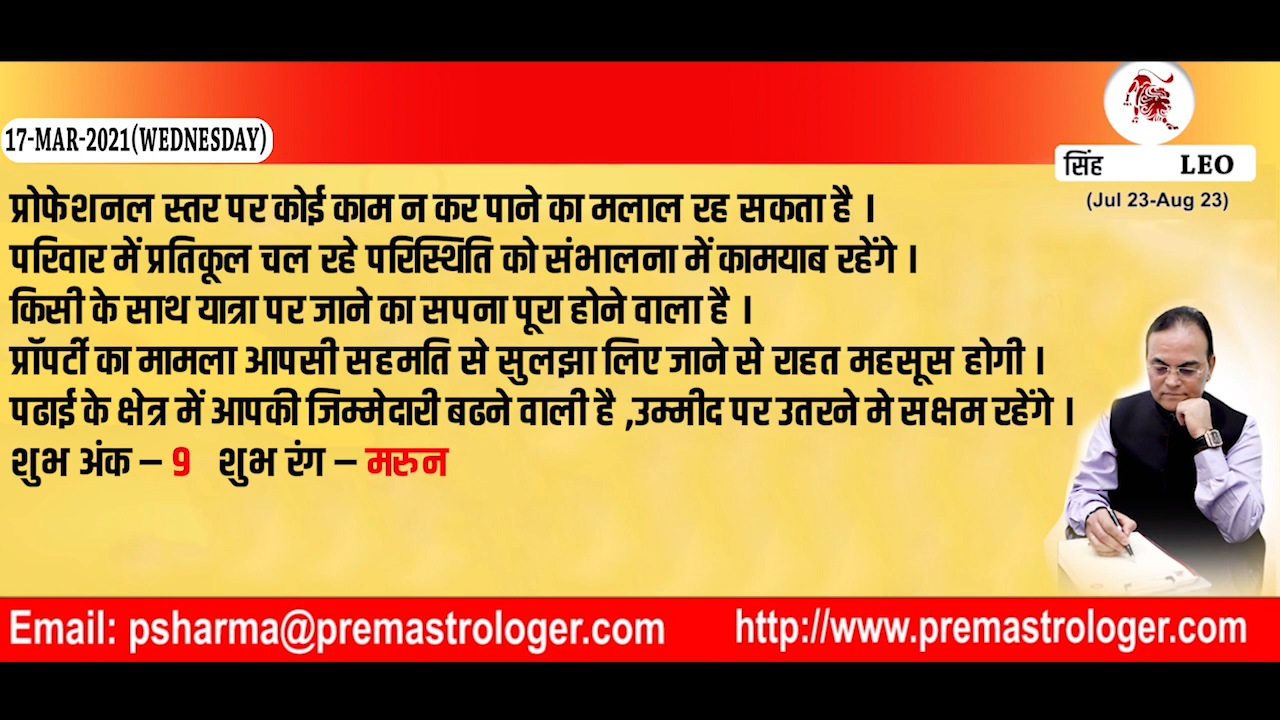 17-MAR-2021(WEDNESDAY)
सिंह LEO
(Jul 23-Aug 23)
प्रोफेशनल स्तर पर कोई काम न कर पाने का मलाल रह सकता है ।
परिवार में प्रतिकूल चल रहे परिस्थिति को संभालना में कामयाब रहेंगे ।
किसी के साथ यात्रा पर जाने का सपना पूरा होने वाला है ।
प्रॉपर्टी का मामला आपसी सहमति से सुलझा लिए जाने से राहत महसूस होगी ।
पढाई के क्षेत्र में आपकी जिम्मेदारी बढने वाली है ,उम्मीद पर उतरने मे सक्षम रहेंगे ।
शुभ अंक – 9 शुभ रंग – मरुन
Email: psharma@premastrologer.com http://www.premastrologer.com